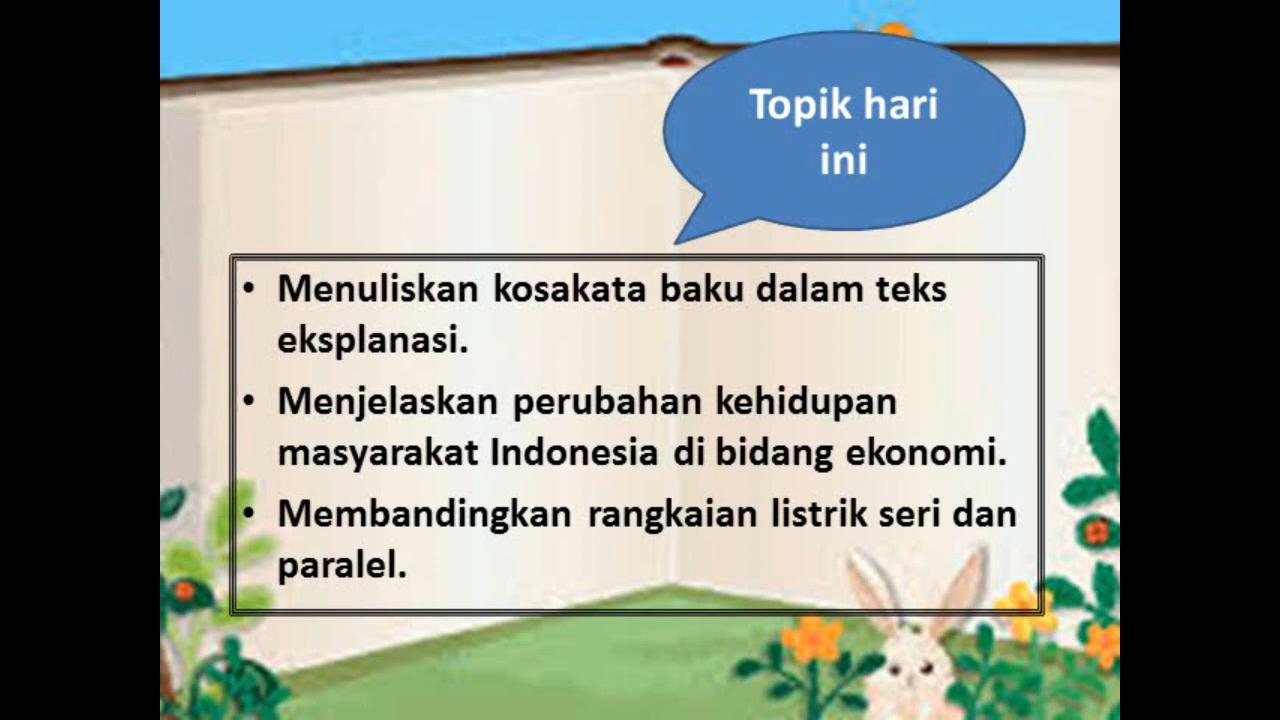 Topik hari
ini
• Menuliskan kosakata baku dalam teks
eksplanasi.
• Menjelaskan perubahan kehidupan
masyarakat Indonesia di bidang ekonomi.
• Membandingkan rangkaian listrik seri dan
paralel.